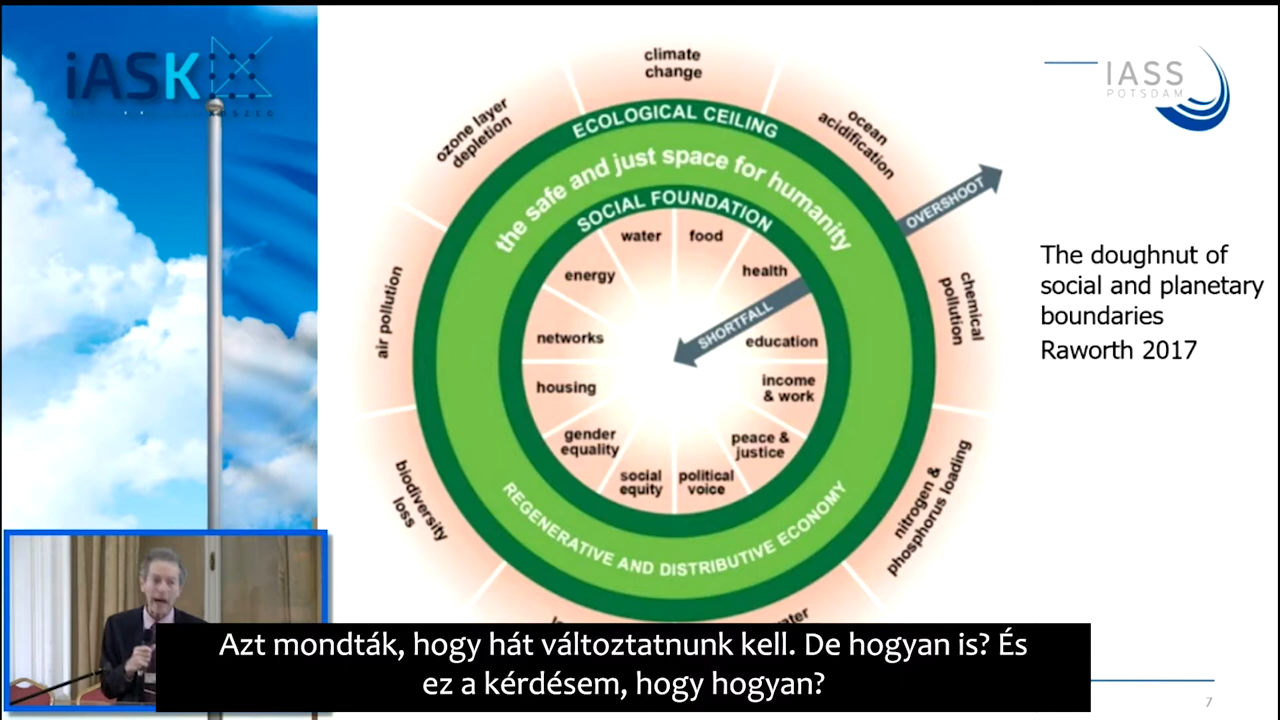 iASK
KŐSZEG
IASS
POTSDAM
climate
change
ozone layer
depletion
ocean
acidification
ECOLOGICAL CEILING
the safe and just space for humanity
SOCIAL FOUNDATION
OVERSHOOT
water
food
energy
health
SHORTFALL
networks
education
housing
income
& work
gender
equality
peace &
justice
social
equity
political
voice
REGENERATIVE AND DISTRIBUTIVE ECONOMY
air pollution
chemical
pollution
biodiversity
loss
nitrogen &
phosphorus loading
The doughnut of
social and planetary
boundaries
Raworth 2017
Azt mondták, hogy hát változtatnunk kell. De hogyan is? És
ez a kérdésem, hogy hogyan?
7